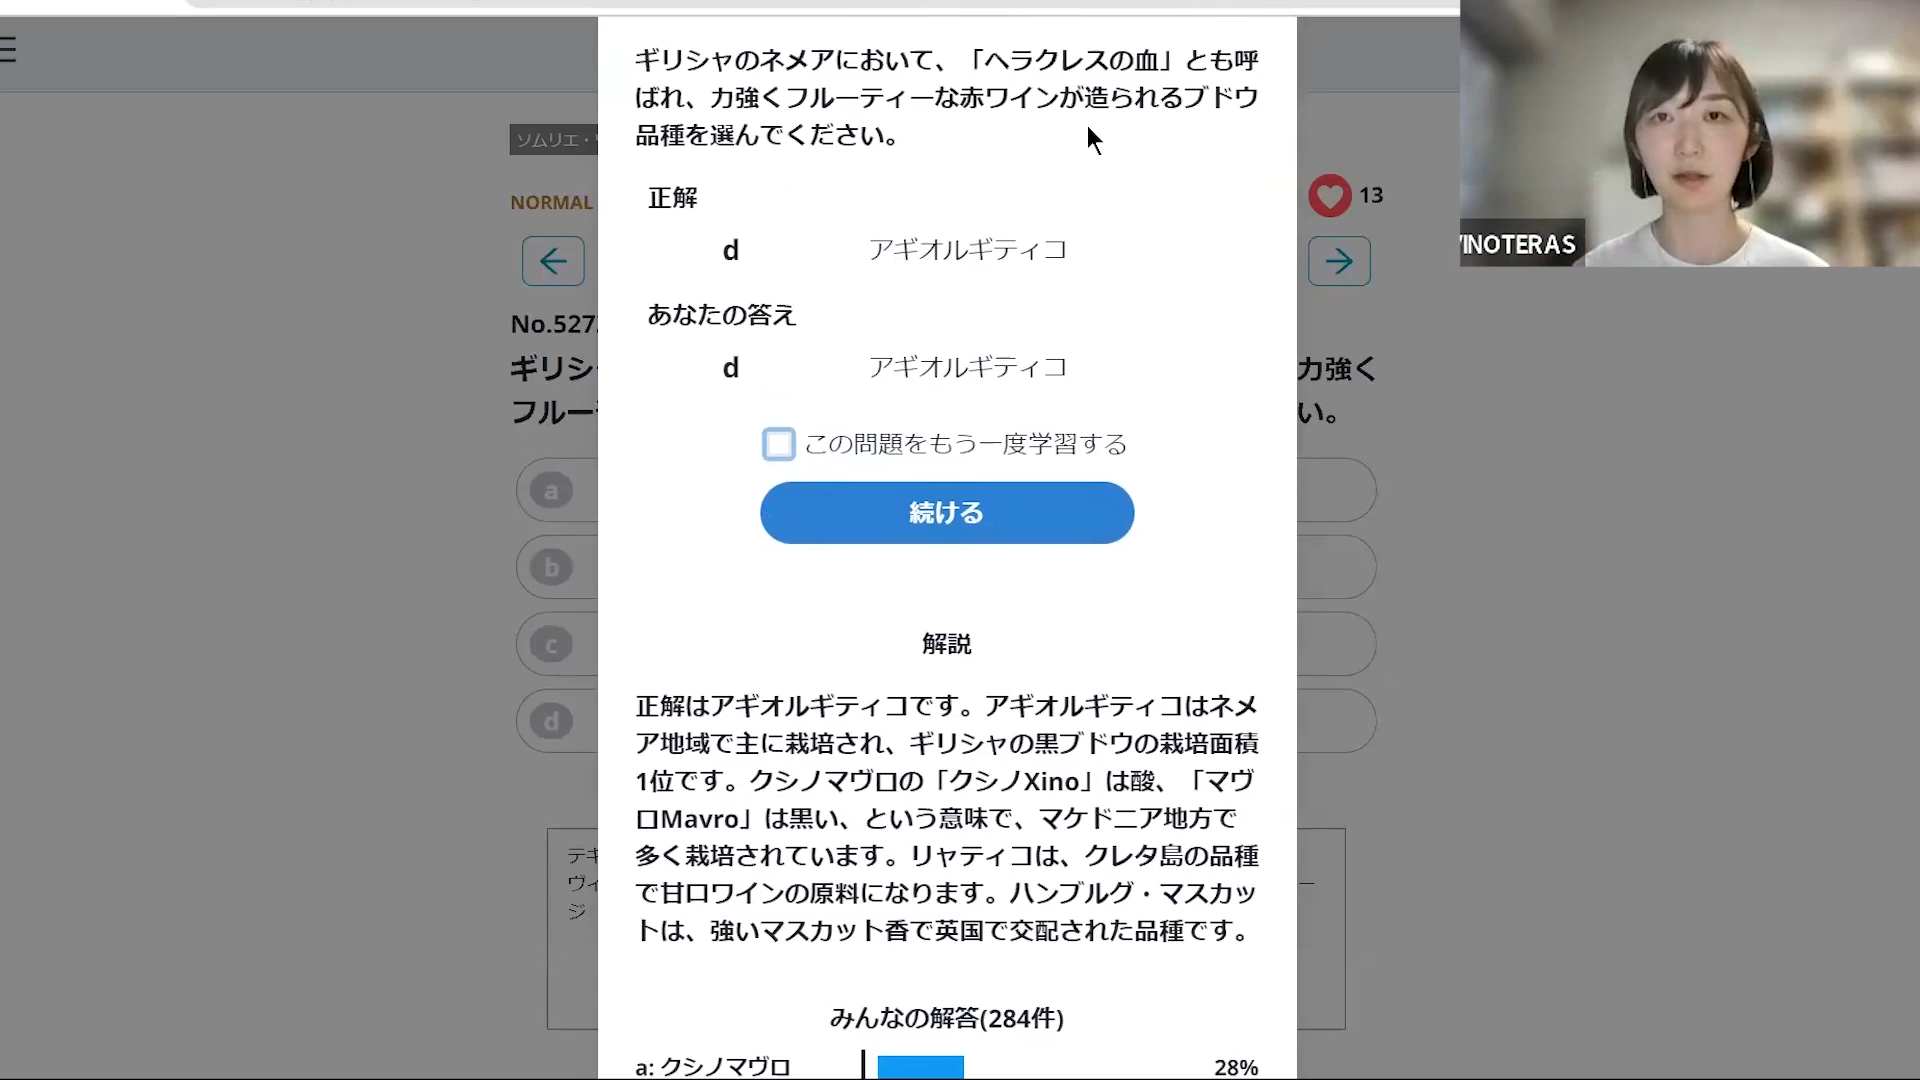 ギリシャのネメアにおいて、「ヘラクレスの血」とも呼
ばれ、力強くフルーティーな赤ワインが造られるブドウ
品種を選んでください。
ソムリエ・
正解
NORMAL
13
d アギオルギティコ
VINOTERAS
あなたの答え
No.527
d アギオルギティコ
ギリシ
力強く
フルー
い。
この問題をもう一度学習する
続ける
a
b
c
d
解説
正解はアギオルギティコです。アギオルギティコはネメ
ア地域で主に栽培され、ギリシャの黒ブドウの栽培面積
1位です。クシノマヴロの「クシノXino」は酸、「マヴ
ロMavro」は黒い、という意味で、マケドニア地方で
多く栽培されています。リャティコは、クレタ島の品種
で甘口ワインの原料になります。ハンブルグ・マスカッ
トは、強いマスカット香で英国で交配された品種です。
テキ
ヴィ
ジ
みんなの解答(284件)
a: クシノマヴロ 28%